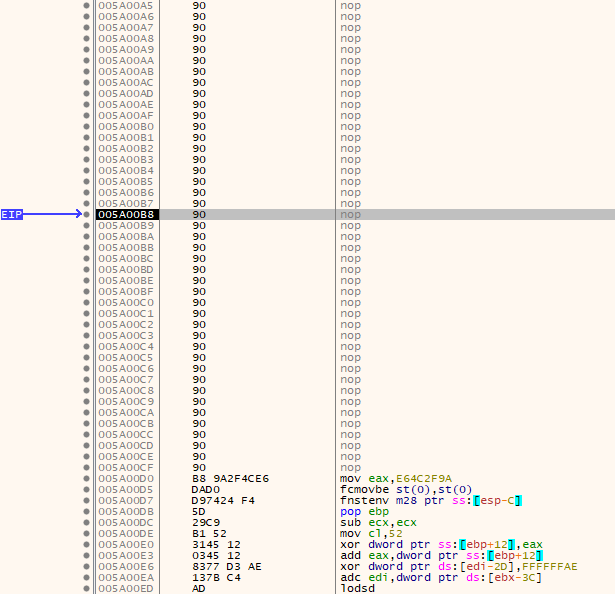 005A00A5 90 nop
005A00A6 90 nop
005A00A7 90 nop
005A00A8 90 nop
005A00A9 90 nop
005A00AA 90 nop
005A00AB 90 nop
005A00AC 90 nop
005A00AD 90 nop
005A00AE 90 nop
005A00AF 90 nop
005A00B0 90 nop
005A00B1 90 nop
005A00B2 90 nop
005A00B3 90 nop
005A00B4 90 nop
005A00B5 90 nop
005A00B6 90 nop
005A00B7 90 nop
EIP 005A00B8 90 nop
005A00B9 90 nop
005A00BA 90 nop
005A00BB 90 nop
005A00BC 90 nop
005A00BD 90 nop
005A00BE 90 nop
005A00BF 90 nop
005A00C0 90 nop
005A00C1 90 nop
005A00C2 90 nop
005A00C3 90 nop
005A00C4 90 nop
005A00C5 90 nop
005A00C6 90 nop
005A00C7 90 nop
005A00C8 90 nop
005A00C9 90 nop
005A00CA 90 nop
005A00CB 90 nop
005A00CC 90 nop
005A00CD 90 nop
005A00CE 90 nop
005A00CF 90 nop
005A00D0 B8 9A2F4CE6 mov eax,E64C2F9A
005A00D5 DAD0 fcmovbe st(0),st(0)
005A00D7 D97424 F4 fnstenv m28 ptr ss:[esp-C]
005A00DB 5D pop ebp
005A00DC 29C9 sub ecx,ecx
005A00DE B1 52 mov cl,52
005A00E0 3145 12 xor dword ptr ss:[ebp+12],eax
005A00E3 0345 12 add eax,dword ptr ss:[ebp+12]
005A00E6 8377 D3 AE xor dword ptr ds:[edi-2D],FFFFFFAE
005A00EA 137B C4 adc edi,dword ptr ds:[ebx-3C]
005A00ED AD lodsd